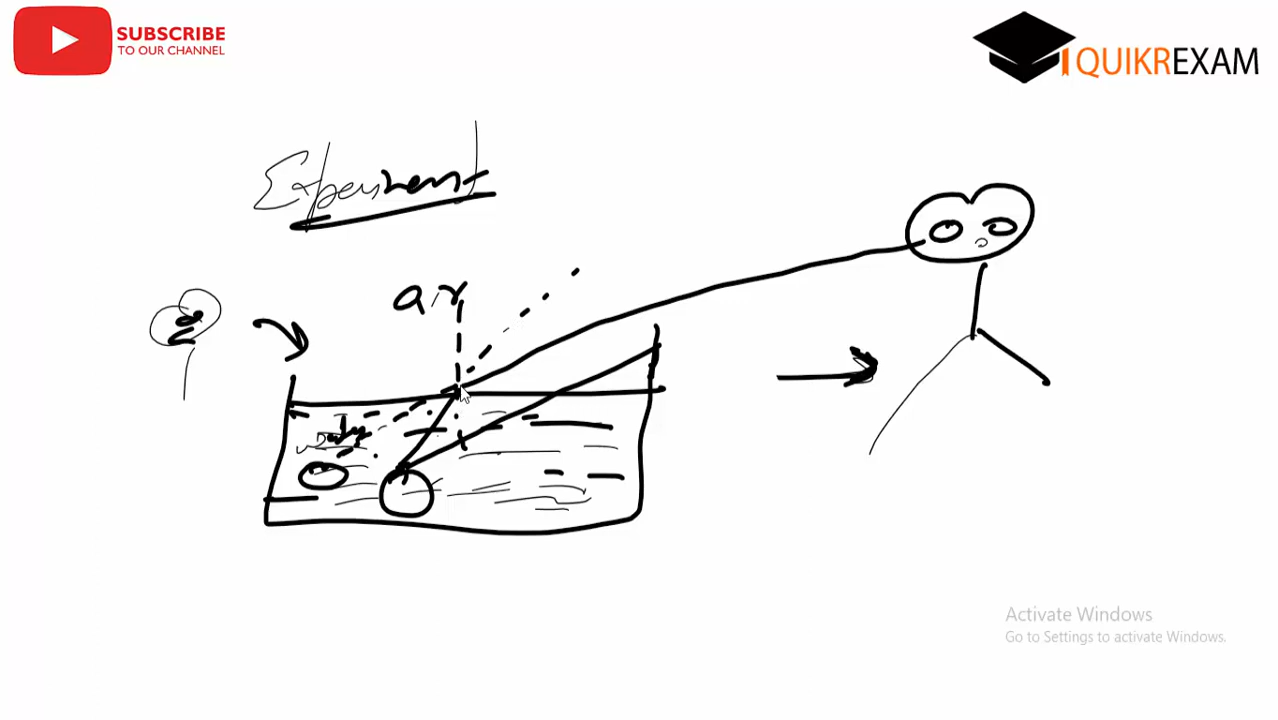 SUBSCRIBE
TO OUR CHANNEL
QUIKREXAM
Experiment
air
Activate Windows
Go to Settings to activate Windows.